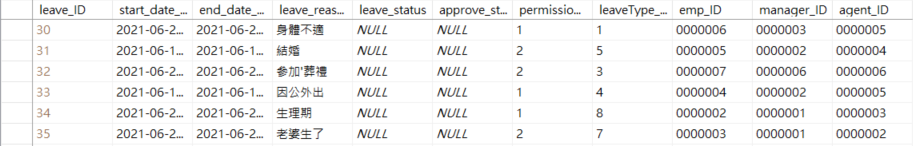 leave_ID start_date_... end_date_... leave_reas... leave_status approve_st... permissio... leaveType_... emp_ID manager_ID agent_ID
30 2021-06-2... 2021-06-2... 身體不適 NULL NULL 1 1 0000006 0000003 0000005
31 2021-06-1... 2021-06-1... 結婚 NULL NULL 2 5 0000005 0000002 0000004
32 2021-06-2... 2021-06-2... 參加'葬禮 NULL NULL 2 3 0000007 0000006 0000006
33 2021-06-1... 2021-06-1... 因公外出 NULL NULL 1 4 0000004 0000002 0000005
34 2021-06-2... 2021-06-2... 生理期 NULL NULL 1 8 0000002 0000001 0000003
35 2021-06-2... 2021-06-2... 老婆生了 NULL NULL 2 7 0000003 0000001 0000002